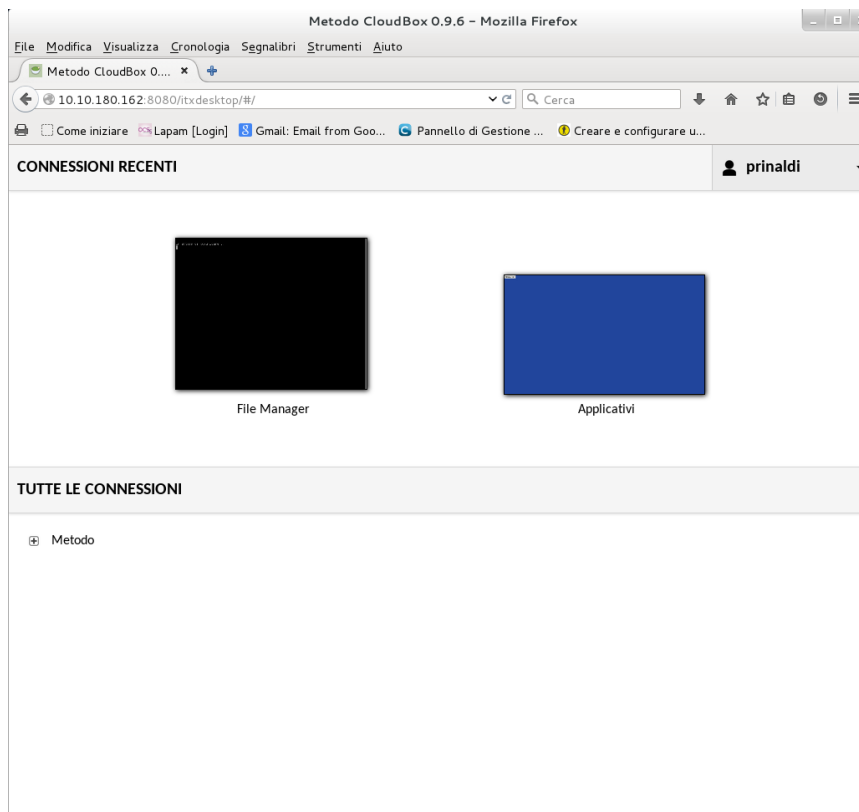 Metodo CloudBox 0.9.6 – Mozilla Firefox
File Modifica Visualizza Cronologia Segnalibri Strumenti Aiuto
Metodo CloudBox 0....
10.10.180.162:8080/itxdesktop/#/ Cerca
Come iniziare Lapam [Login] Gmail: Email from Goo... Pannello di Gestione ... Creare e configurare u...
CONNESSIONI RECENTI prinaldi
File Manager Applicativi
TUTTE LE CONNESSIONI
Metodo